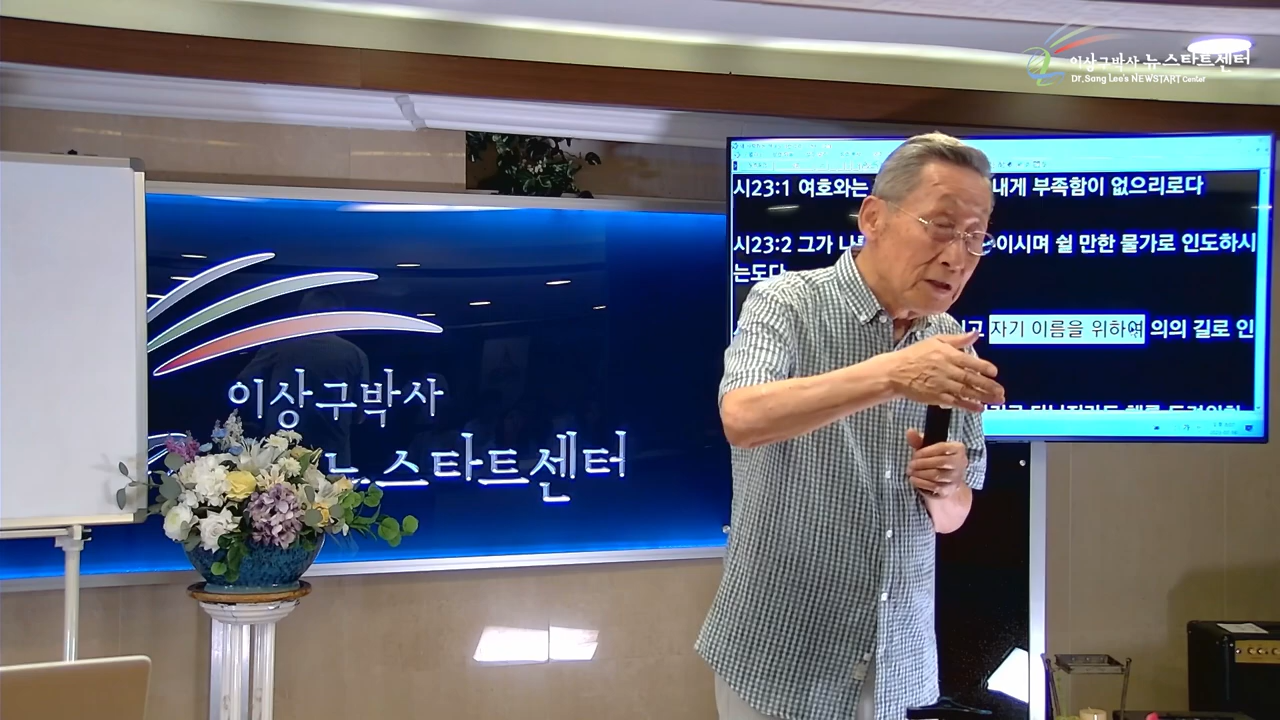 이상구박사 뉴스타트센터
Dr. Sang Lee's NEWSTART Center
시23:1 여호와는 내게 부족함이 없으리로다
시23:2 그가 나를 이시며 쉴 만한 물가로 인도하시
는도다
자기 이름을 위하여 의의 길로 인
이상구박사
뉴스타트센터